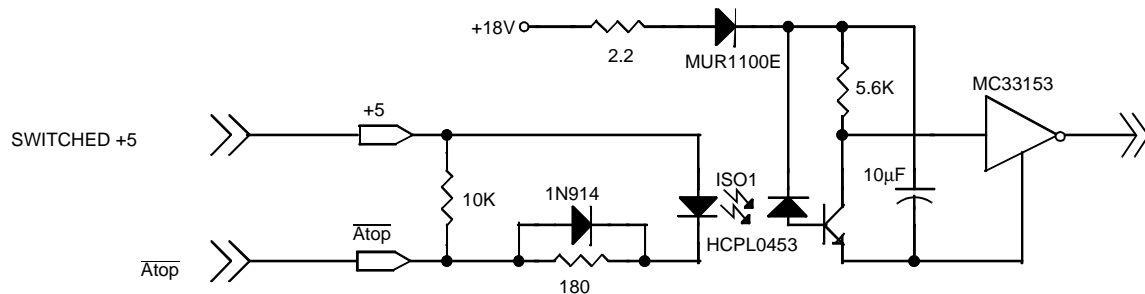 +18V
2.2
MUR1100E
5.6K
MC33153
+5
SWITCHED +5
10K
1N914
ISO1
10µF
Atop
HCPL0453
Atop
180